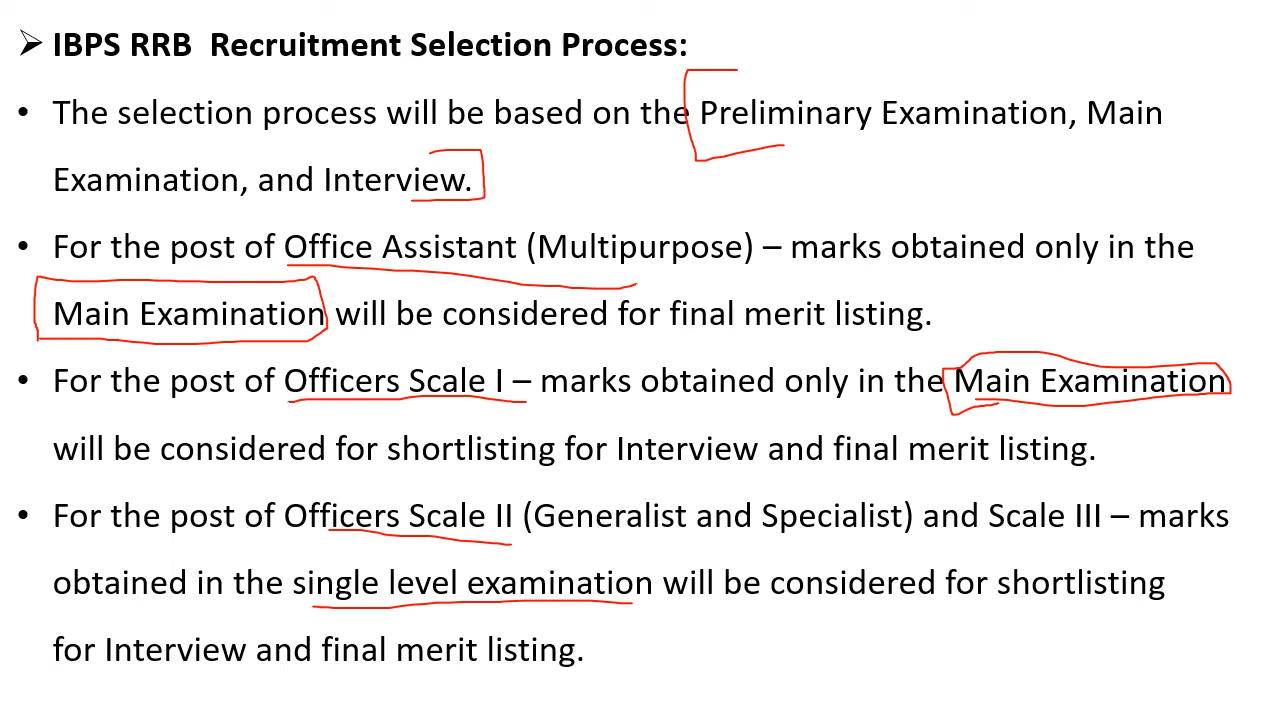 ➢ IBPS RRB  Recruitment Selection Process:
• The selection process will be based on the Preliminary Examination, Main
Examination, and Interview.
• For the post of Office Assistant (Multipurpose) – marks obtained only in the
Main Examination will be considered for final merit listing.
• For the post of Officers Scale I – marks obtained only in the Main Examination
will be considered for shortlisting for Interview and final merit listing.
• For the post of Officers Scale II (Generalist and Specialist) and Scale III – marks
obtained in the single level examination will be considered for shortlisting
for Interview and final merit listing.